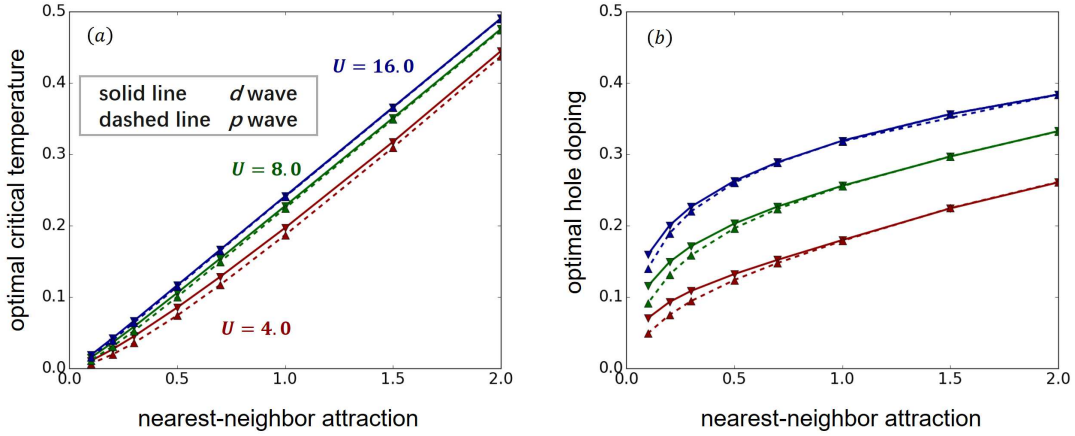 (a)
U = 16.0
solid line d wave
dashed line p wave
U = 8.0
U = 4.0
optimal critical temperature
0.5
0.4
0.3
0.2
0.1
0.0
0.0 0.5 1.0 1.5 2.0
nearest-neighbor attraction
(b)
optimal hole doping
0.5
0.4
0.3
0.2
0.1
0.0
0.0 0.5 1.0 1.5 2.0
nearest-neighbor attraction